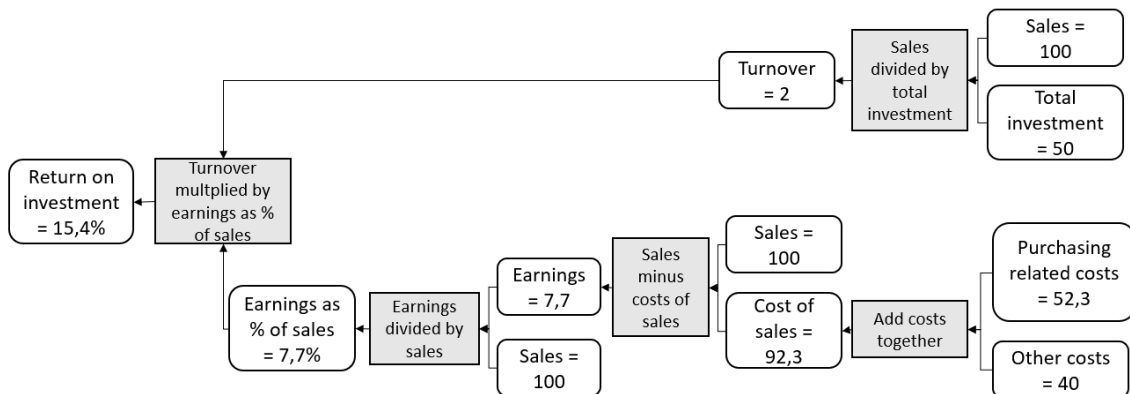 Sales =
100
Total
investment
= 50
Sales
divided by
total
investment
Turnover
= 2
Return on
investment
= 15,4%
Turnover
multplied by
earnings as %
of sales
Earnings as
% of sales
= 7,7%
Earnings
divided by
sales
Earnings
= 7,7
Sales =
100
Sales
minus
costs of
sales
Sales =
100
Cost of
sales =
92,3
Add costs
together
Purchasing
related costs
= 52,3
Other costs
= 40